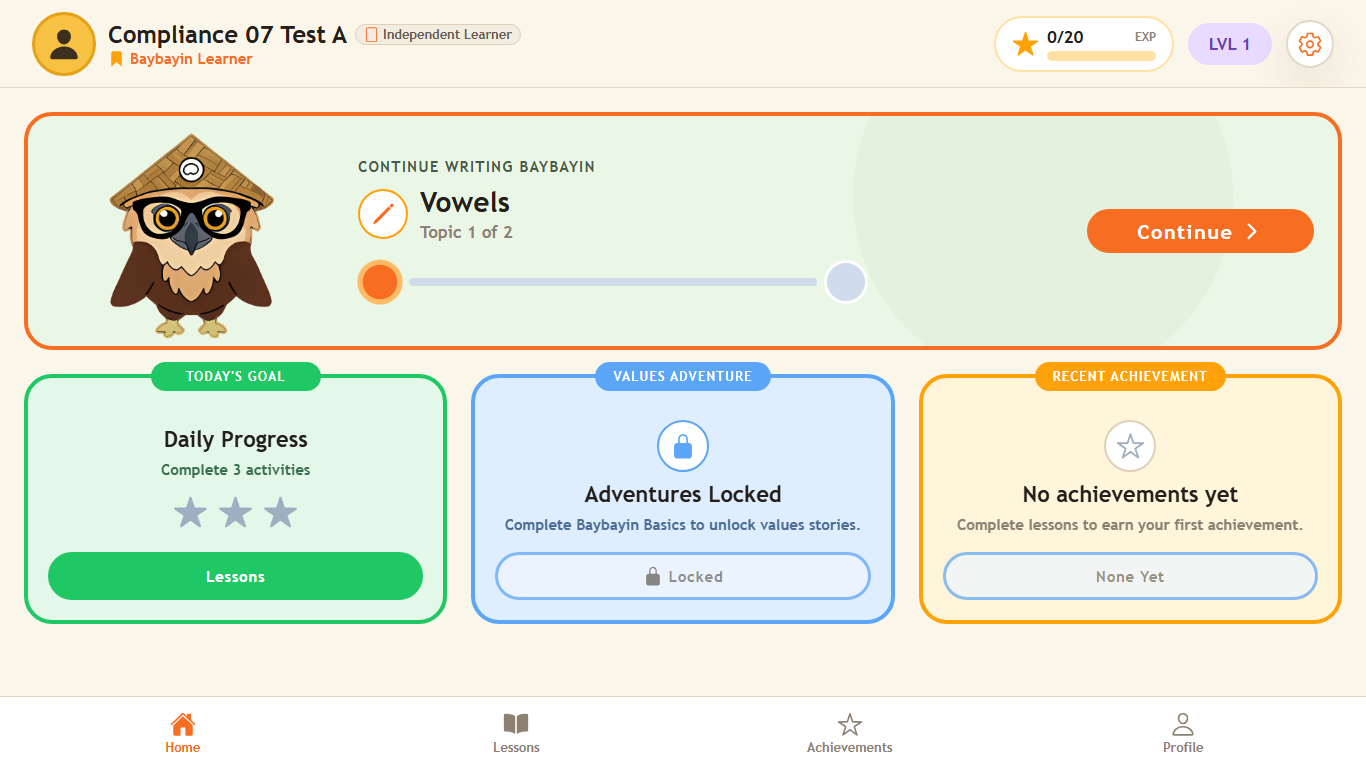 Compliance 07 Test A
Independent Learner
Baybayin Learner
0/20
EXP
LVL 1
CONTINUE WRITING BAYBAYIN
Vowels
Topic 1 of 2
Continue
TODAY'S GOAL
Daily Progress
Complete 3 activities
Lessons
VALUES ADVENTURE
Adventures Locked
Complete Baybayin Basics to unlock values stories.
Locked
RECENT ACHIEVEMENT
No achievements yet
Complete lessons to earn your first achievement.
None Yet
Home
Lessons
Achievements
Profile